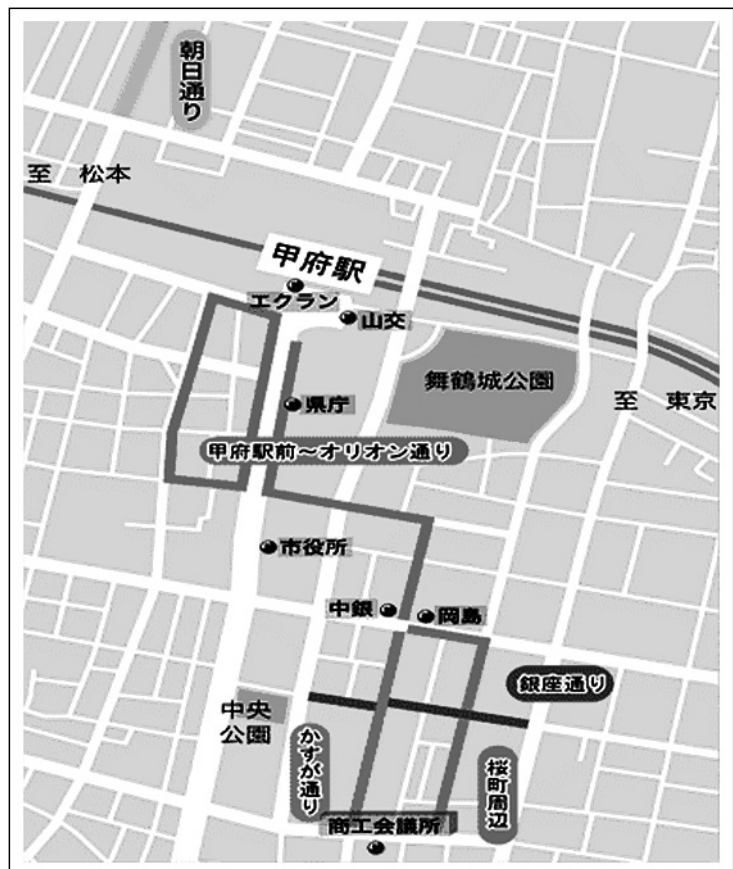 朝日通り
至 松本
甲府駅
エクラン
山交
舞鶴城公園
至 東京
県庁
甲府駅前～オリオン通り
市役所
中銀
岡島
銀座通り
中央
公園
かすが通り
桜町周辺
商工会議所